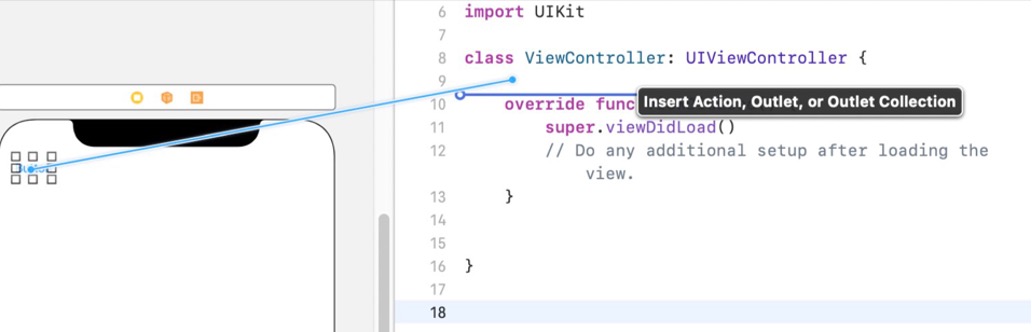 6 import UIKit
7
8 class ViewController: UIViewController {
9
10 override func
Insert Action, Outlet, or Outlet Collection
11 super.viewDidLoad()
12 // Do any additional setup after loading the
view.
13 }
14
15
16 }
17
18